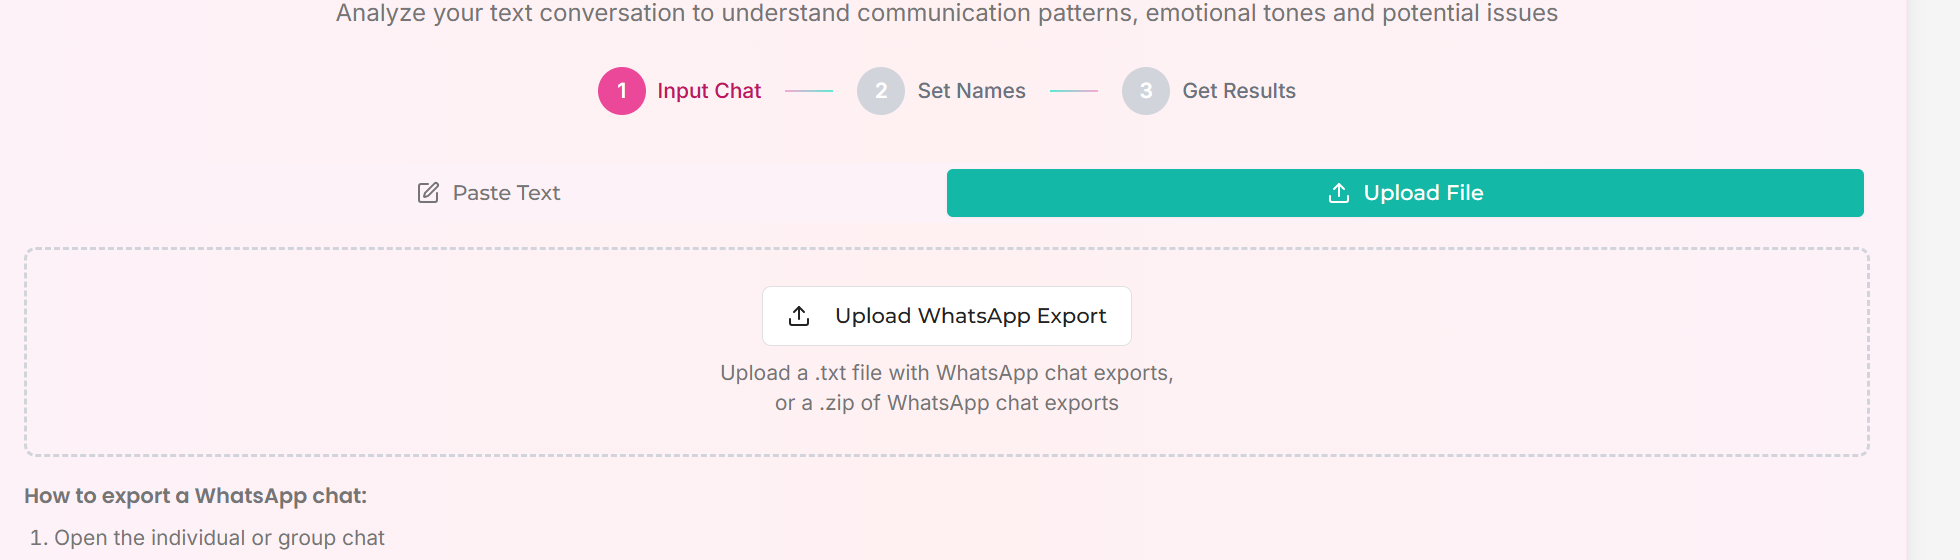 Analyze your text conversation to understand communication patterns, emotional tones and potential issues
1 Input Chat 2 Set Names 3 Get Results
Paste Text Upload File
Upload WhatsApp Export
Upload a .txt file with WhatsApp chat exports,
or a .zip of WhatsApp chat exports
How to export a WhatsApp chat:
1. Open the individual or group chat